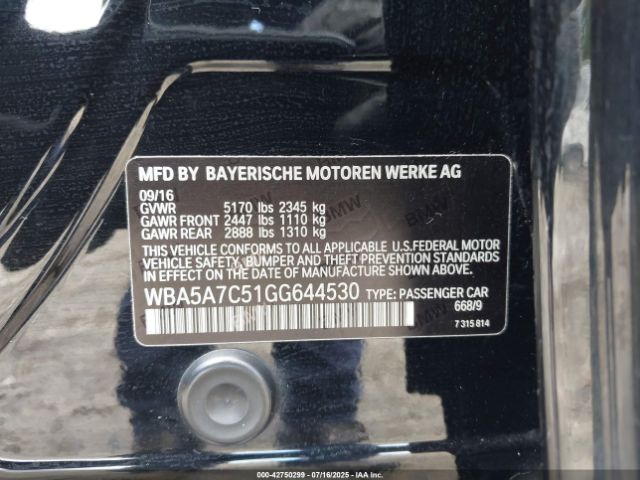 MFD BY BAYERISCHE MOTOREN WERKE AG
09/16
GVWR 5170 lbs 2345 kg
GAWR FRONT 2447 lbs 1110 kg
GAWR REAR 2888 lbs 1310 kg
THIS VEHICLE CONFORMS TO ALL APPLICABLE U.S.FEDERAL MOTOR
VEHICLE SAFETY, BUMPER AND THEFT PREVENTION STANDARDS
IN EFFECT ON THE DATE OF MANUFACTURE SHOWN ABOVE.
WBA5A7C51GG644530 TYPE: PASSENGER CAR
668/9
7 315 814
000-42750299 - 07/16/2025 - IAA Inc.